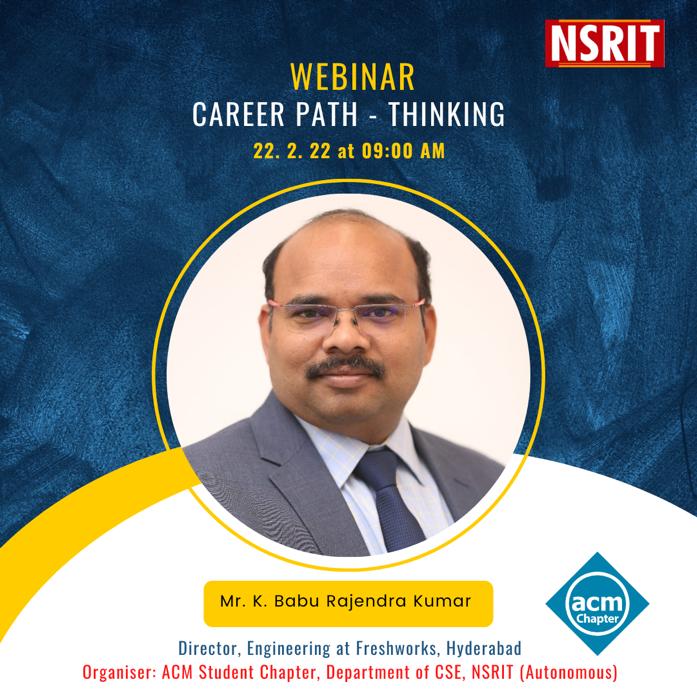 NSRIT
WEBINAR
CAREER PATH - THINKING
22. 2. 22 at 09:00 AM
Mr. K. Babu Rajendra Kumar
acm
Chapter
Director, Engineering at Freshworks, Hyderabad
Organiser: ACM Student Chapter, Department of CSE, NSRIT (Autonomous)